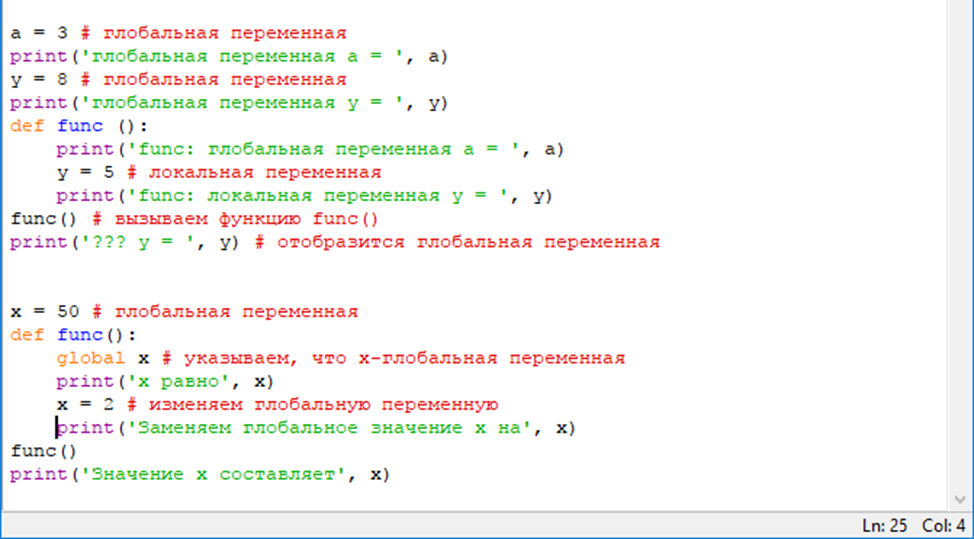 a = 3 # глобальная переменная
print('глобальная переменная a = ', a)
y = 8 # глобальная переменная
print('глобальная переменная y = ', y)
def func ():
    print('func: глобальная переменная a = ', a)
    y = 5 # локальная переменная
    print('func: локальная переменная y = ', y)
func() # вызываем функцию func()
print('??? y = ', y) # отобразится глобальная переменная
x = 50 # глобальная переменная
def func():
    global x # указываем, что x-глобальная переменная
    print('x равно', x)
    x = 2 # изменяем глобальную переменную
    print('Заменяем глобальное значение x на', x)
func()
print('Значение x составляет', x)
Ln: 25 Col: 4